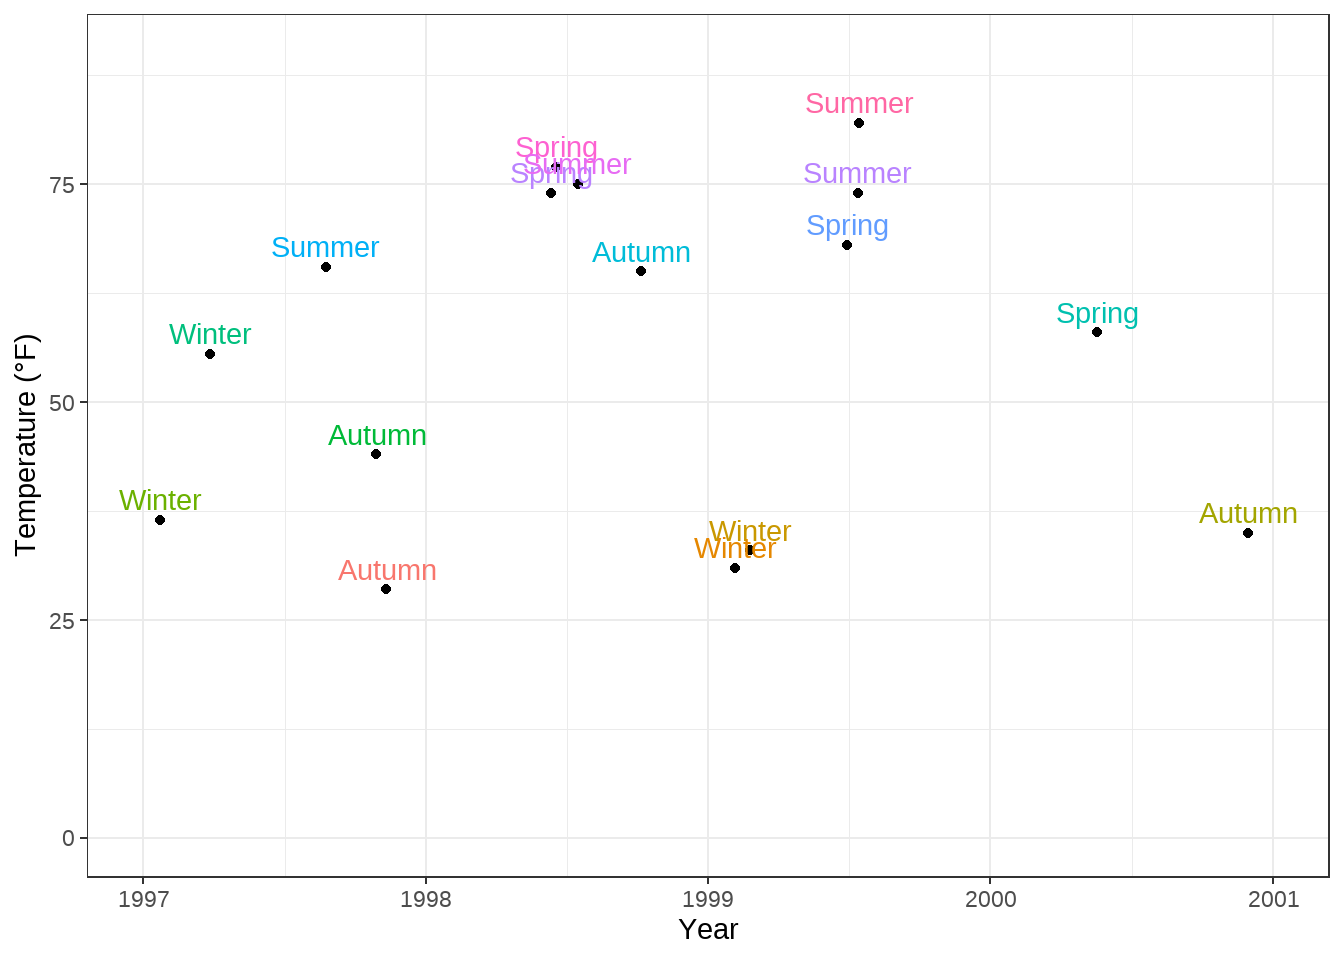 Summer
Spring
Summer
Spring
Summer
75
Spring
Summer
Autumn
Spring
Winter
50
Autumn
Winter
Autumn
Winter
Winter
Autumn
25
0
Temperature (°F)
1997 1998 1999 2000 2001
Year